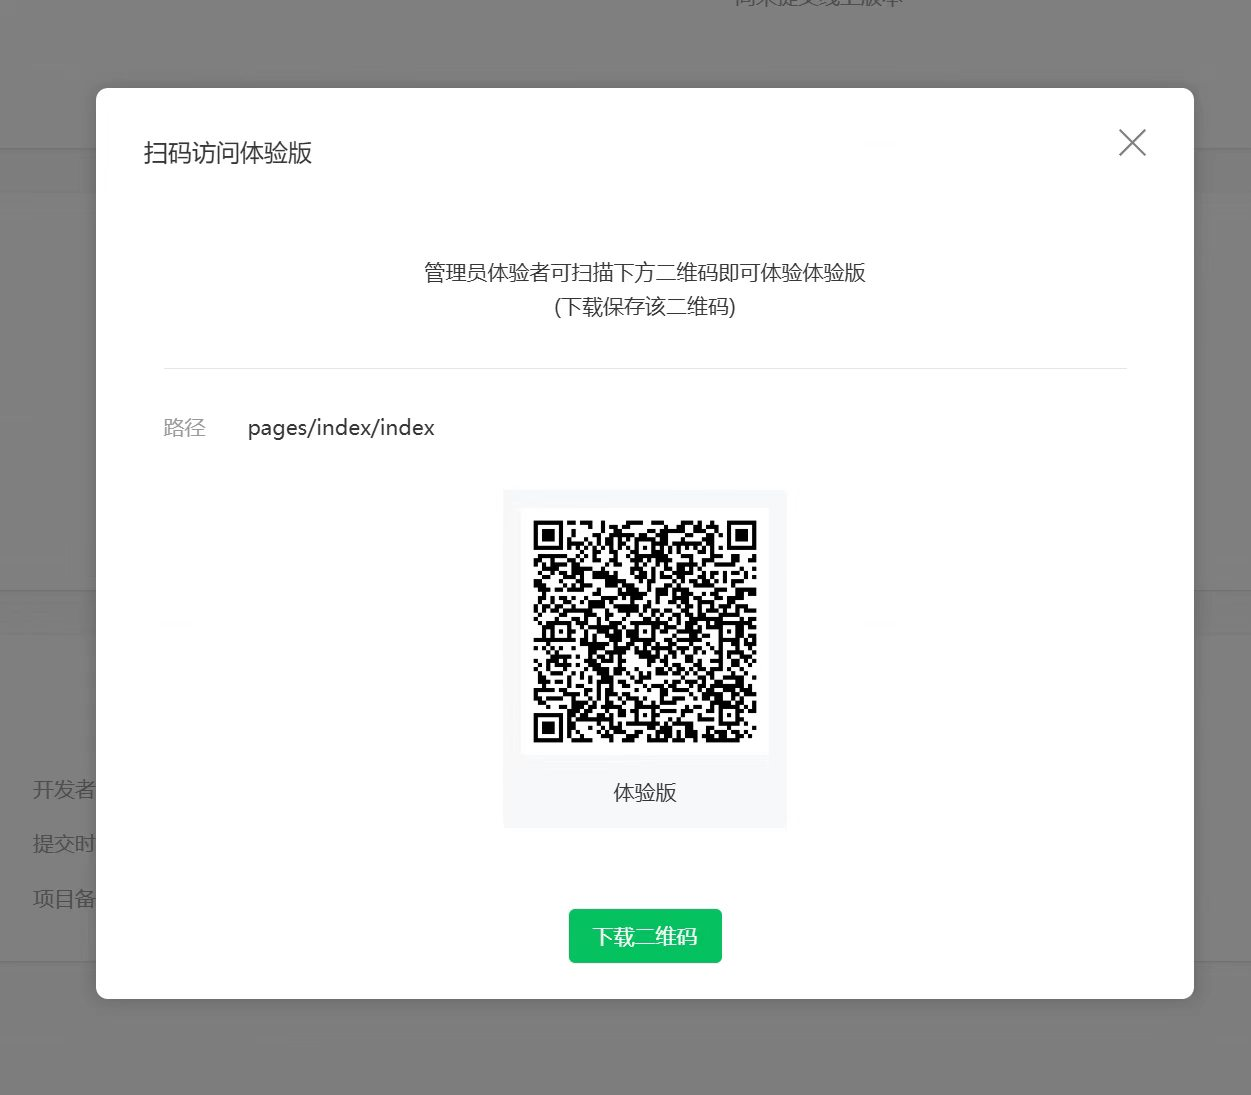 扫码访问体验版
管理员体验者可扫描下方二维码即可体验体验版
(下载保存该二维码)
路径 pages/index/index
体验版
开发者
提交时
项目备
下载二维码